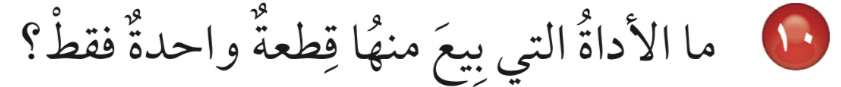 ١٠ ما الأداةُ التي بِيعَ منهُا قِطعةٌ واحدةٌ فقطْ؟